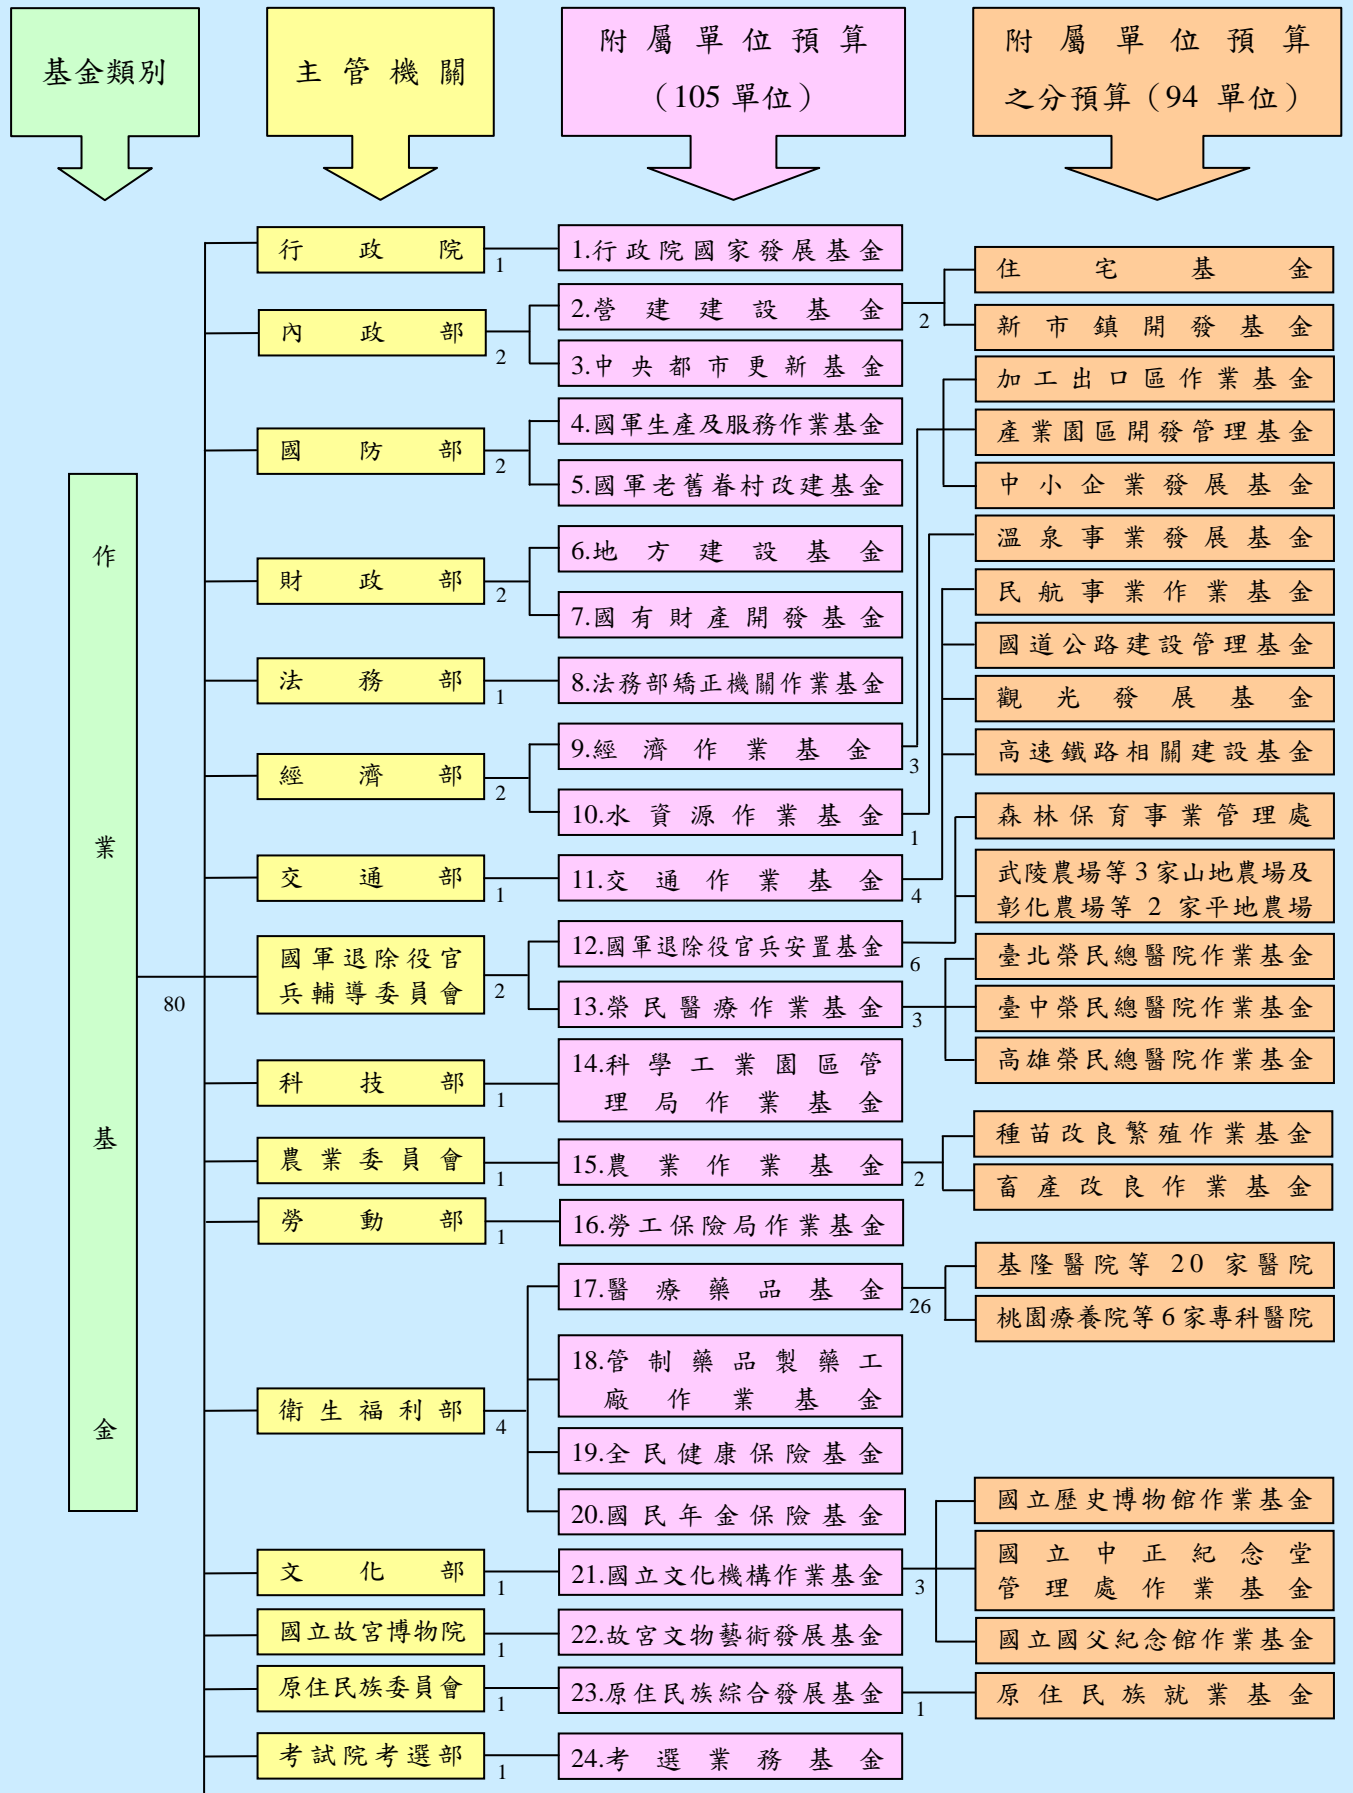 基金類別
主管機關
附屬單位預算
（105 單位）
附屬單位預算
之分預算（94 單位）
作業基金
80
行政院
1
1.行政院國家發展基金
內政部
2
2.營建建設基金
2
住宅基金
新市鎮開發基金
3.中央都市更新基金
國防部
2
4.國軍生產及服務作業基金
5.國軍老舊眷村改建基金
財政部
2
6.地方建設基金
7.國有財產開發基金
法務部
1
8.法務部矯正機關作業基金
經濟部
2
9.經濟作業基金
3
加工出口區作業基金
產業園區開發管理基金
中小企業發展基金
10.水資源作業基金
1
溫泉事業發展基金
交通部
1
11.交通作業基金
4
民航事業作業基金
國道公路建設管理基金
觀光發展基金
高速鐵路相關建設基金
國軍退除役官
兵輔導委員會
2
12.國軍退除役官兵安置基金
6
森林保育事業管理處
武陵農場等3家山地農場及
彰化農場等 2 家平地農場
13.榮民醫療作業基金
3
臺北榮民總醫院作業基金
臺中榮民總醫院作業基金
高雄榮民總醫院作業基金
科技部
1
14.科學工業園區管
理局作業基金
農業委員會
1
15.農業作業基金
2
種苗改良繁殖作業基金
畜產改良作業基金
勞動部
1
16.勞工保險局作業基金
衛生福利部
4
17.醫療藥品基金
26
基隆醫院等 20 家醫院
桃園療養院等6家專科醫院
18.管制藥品製藥工
廠作業基金
19.全民健康保險基金
20.國民年金保險基金
文化部
1
21.國立文化機構作業基金
3
國立歷史博物館作業基金
國立中正紀念堂
管理處作業基金
國立國父紀念館作業基金
國立故宮博物院
1
22.故宮文物藝術發展基金
原住民族委員會
1
23.原住民族綜合發展基金
1
原住民族就業基金
考試院考選部
1
24.考選業務基金